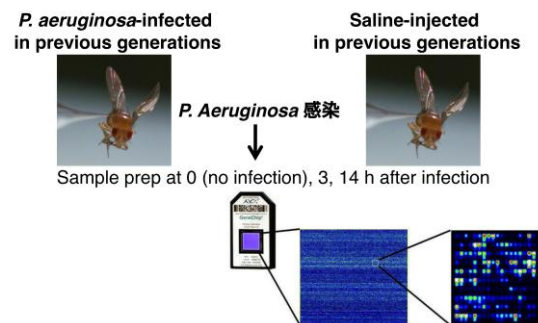 P. aeruginosa-infected
in previous generations
Saline-injected
in previous generations
P. Aeruginosa 感染
Sample prep at 0 (no infection), 3, 14 h after infection
GeneChip